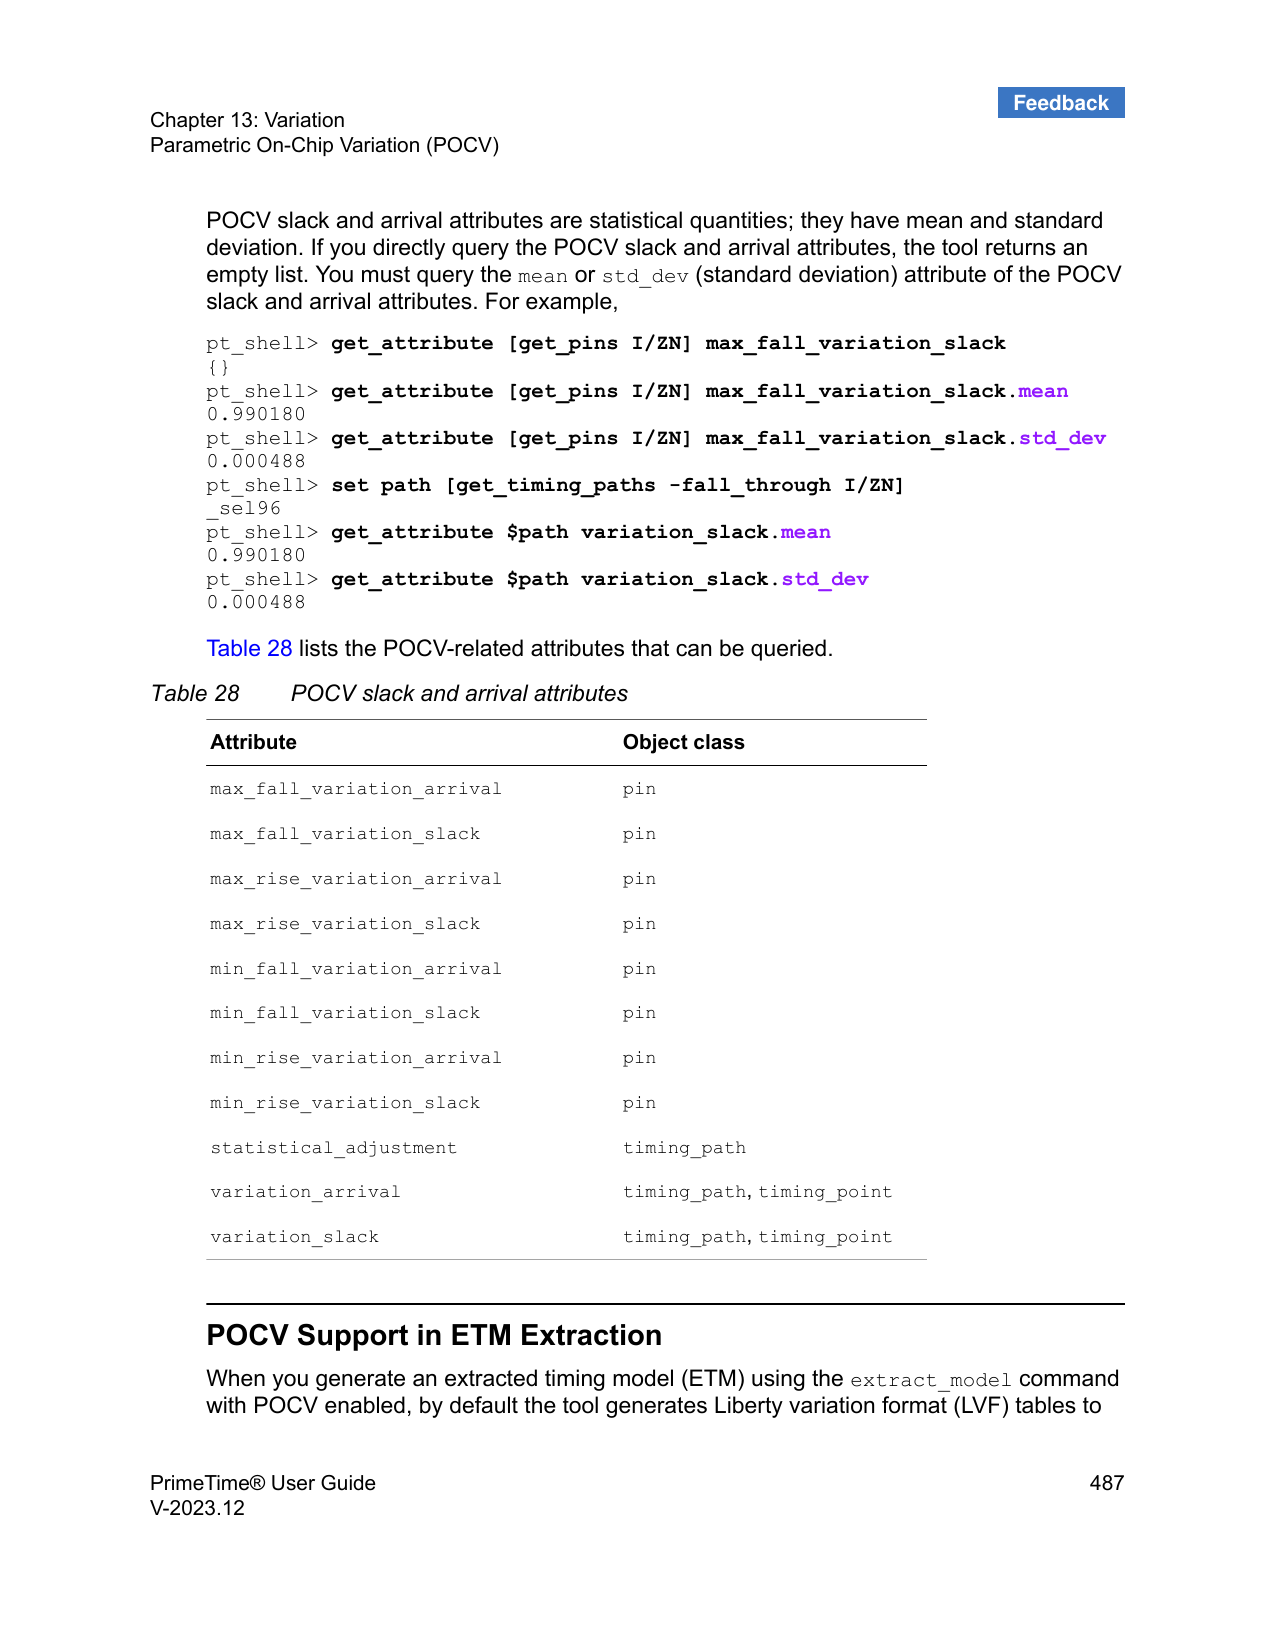 Feedback
Chapter 13: Variation
Parametric On-Chip Variation (POCV)
POCV slack and arrival attributes are statistical quantities; they have mean and standard
deviation. If you directly query the POCV slack and arrival attributes, the tool returns an
empty list. You must query the mean or std_dev (standard deviation) attribute of the POCV
slack and arrival attributes. For example,
pt_shell> get_attribute [get_pins I/ZN] max_fall_variation_slack
{}
pt_shell> get_attribute [get_pins I/ZN] max_fall_variation_slack.mean
0.990180
pt_shell> get_attribute [get_pins I/ZN] max_fall_variation_slack.std_dev
0.000488
pt_shell> set path [get_timing_paths -fall_through I/ZN]
_sel96
pt_shell> get_attribute $path variation_slack.mean
0.990180
pt_shell> get_attribute $path variation_slack.std_dev
0.000488
Table 28 lists the POCV-related attributes that can be queried.
Table 28 POCV slack and arrival attributes
Attribute Object class
max_fall_variation_arrival pin
max_fall_variation_slack pin
max_rise_variation_arrival pin
max_rise_variation_slack pin
min_fall_variation_arrival pin
min_fall_variation_slack pin
min_rise_variation_arrival pin
min_rise_variation_slack pin
statistical_adjustment timing_path
variation_arrival timing_path, timing_point
variation_slack timing_path, timing_point
POCV Support in ETM Extraction
When you generate an extracted timing model (ETM) using the extract_model command
with POCV enabled, by default the tool generates Liberty variation format (LVF) tables to
PrimeTime® User Guide 487
V-2023.12